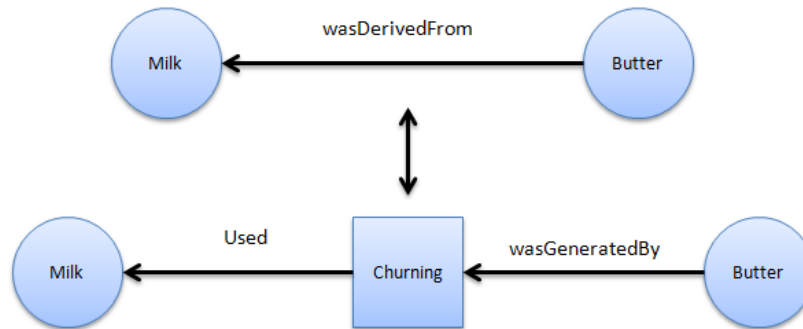 wasDerivedFrom
Milk
Butter
Used
wasGeneratedBy
Milk
Churning
Butter